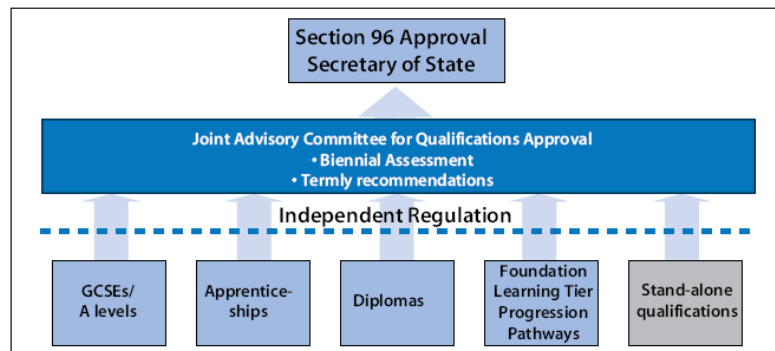 Section 96 Approval
Secretary of State
Joint Advisory Committee for Qualifications Approval
• Biennial Assessment
• Termly recommendations
Independent Regulation
GCSEs/
A levels
Apprentice-
ships
Diplomas
Foundation
Learning Tier
Progression
Pathways
Stand-alone
qualifications